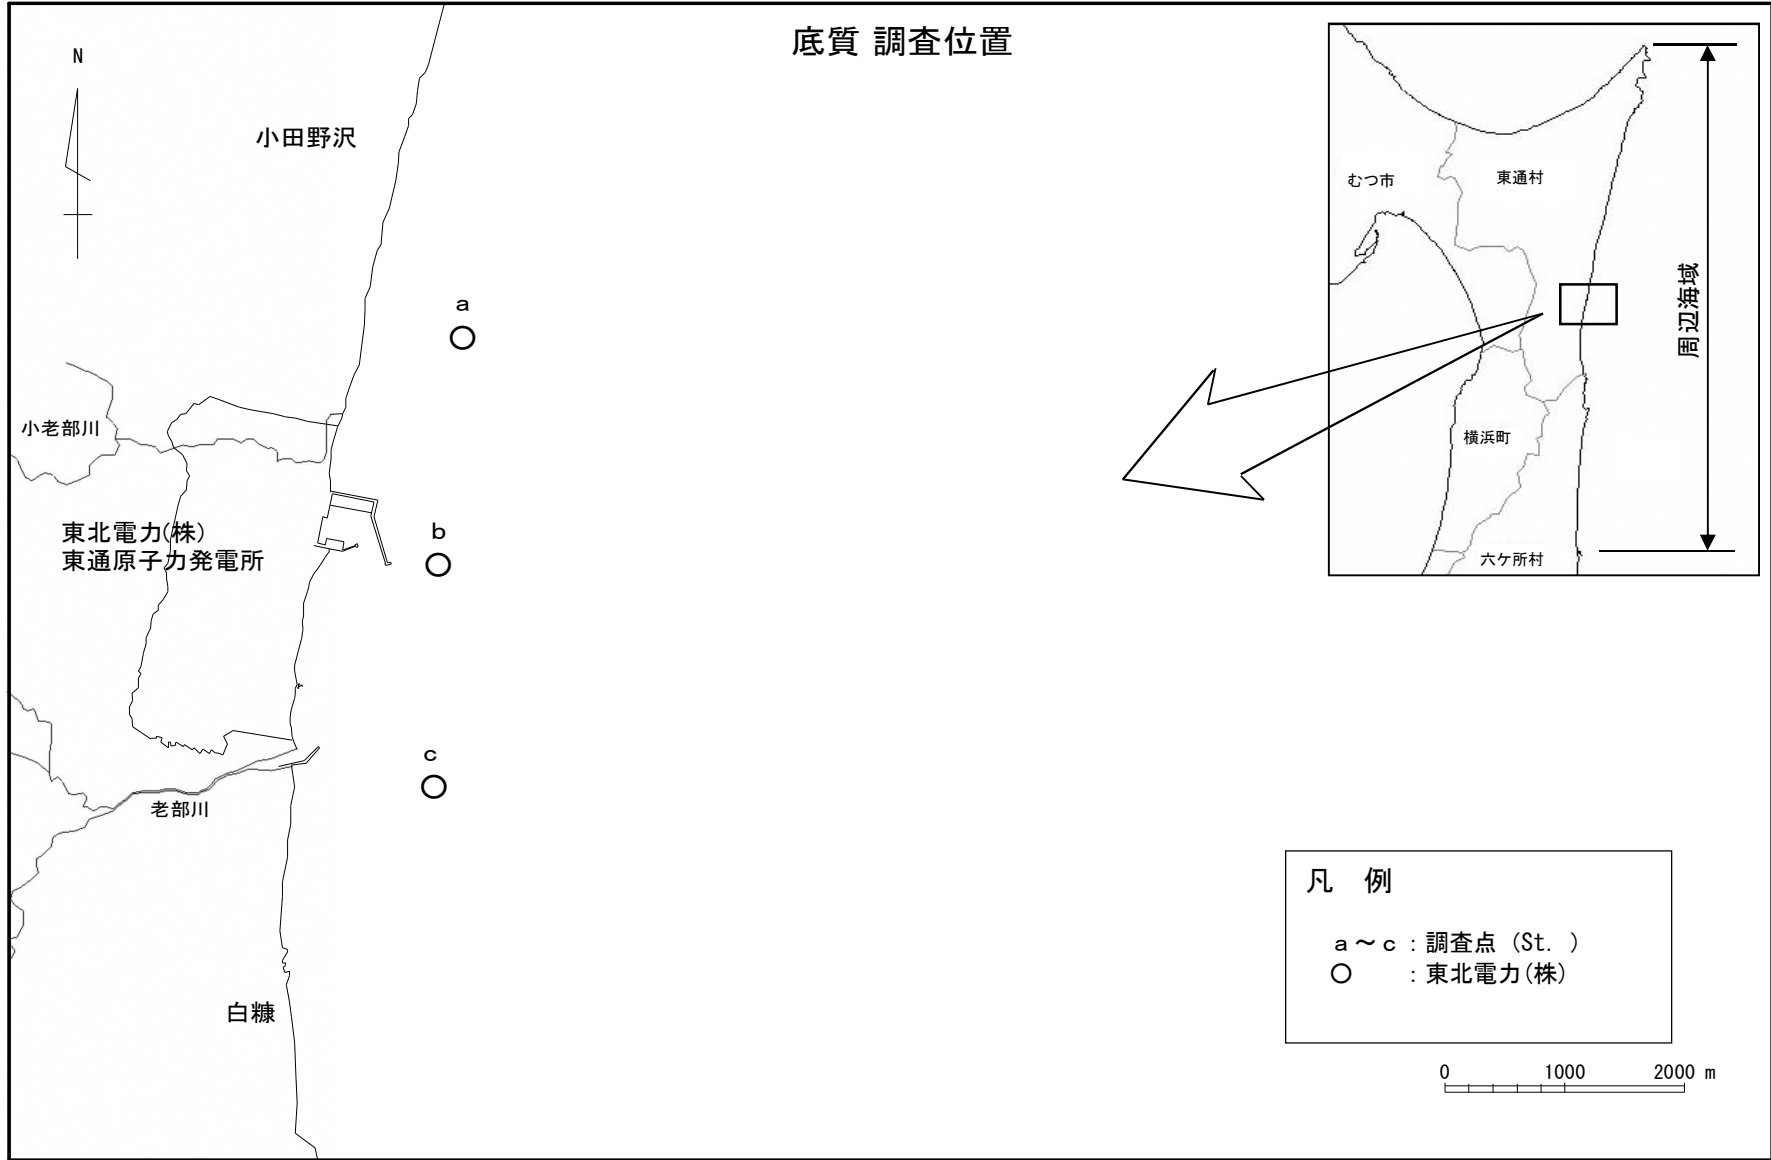 底質 調査位置
N
小田野沢
a
小老部川
東北電力(株)
東通原子力発電所
b
c
老部川
白糠
むつ市
東通村
周辺海域
横浜町
六ケ所村
凡 例
a~c:調査点 (St. )
○ :東北電力(株)
0 1000 2000 m